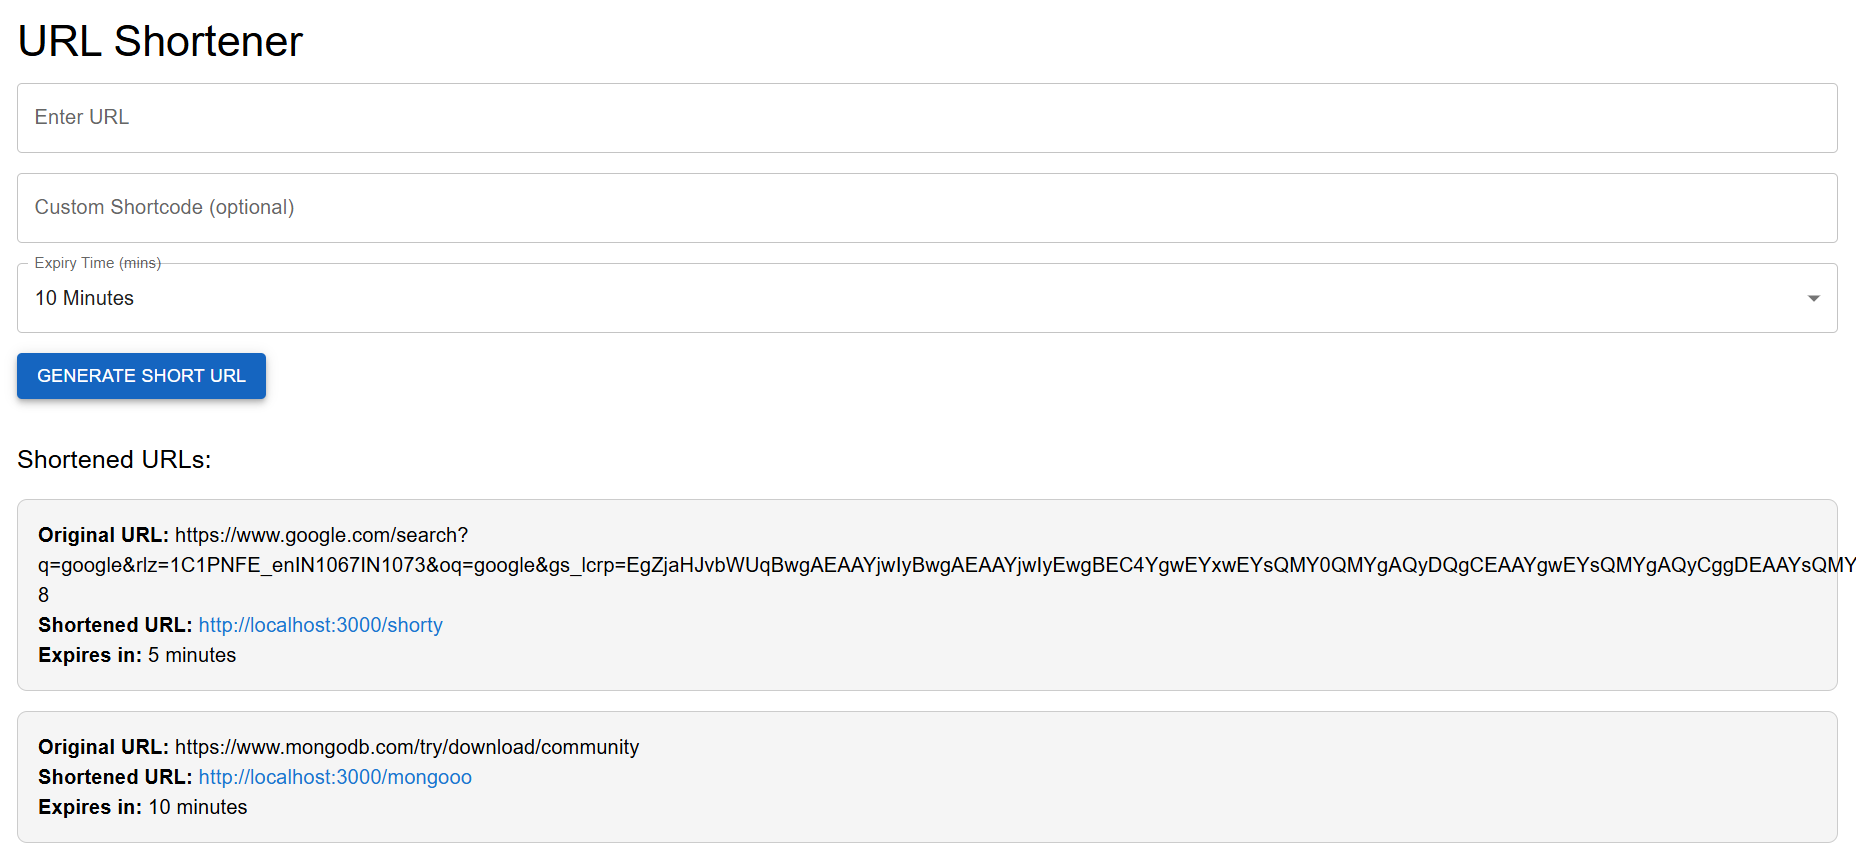 URL Shortener
Enter URL
Custom Shortcode (optional)
Expiry Time (mins)
10 Minutes
GENERATE SHORT URL
Shortened URLs:
Original URL: https://www.google.com/search?
q=google&rlz=1C1PNFE_enIN1067IN1073&oq=google&gs_lcrp=EgZjaHJvbWUqBwgAEAAYjwIyBwgAEAAYjwIyEwgBEC4YgwEYxwEYsQMY0QMYgAQyDQgCEAAYgwEYsQMYgAQyCggDEAAYsQMY
8
Shortened URL: http://localhost:3000/shorty
Expires in: 5 minutes
Original URL: https://www.mongodb.com/try/download/community
Shortened URL: http://localhost:3000/mongooo
Expires in: 10 minutes